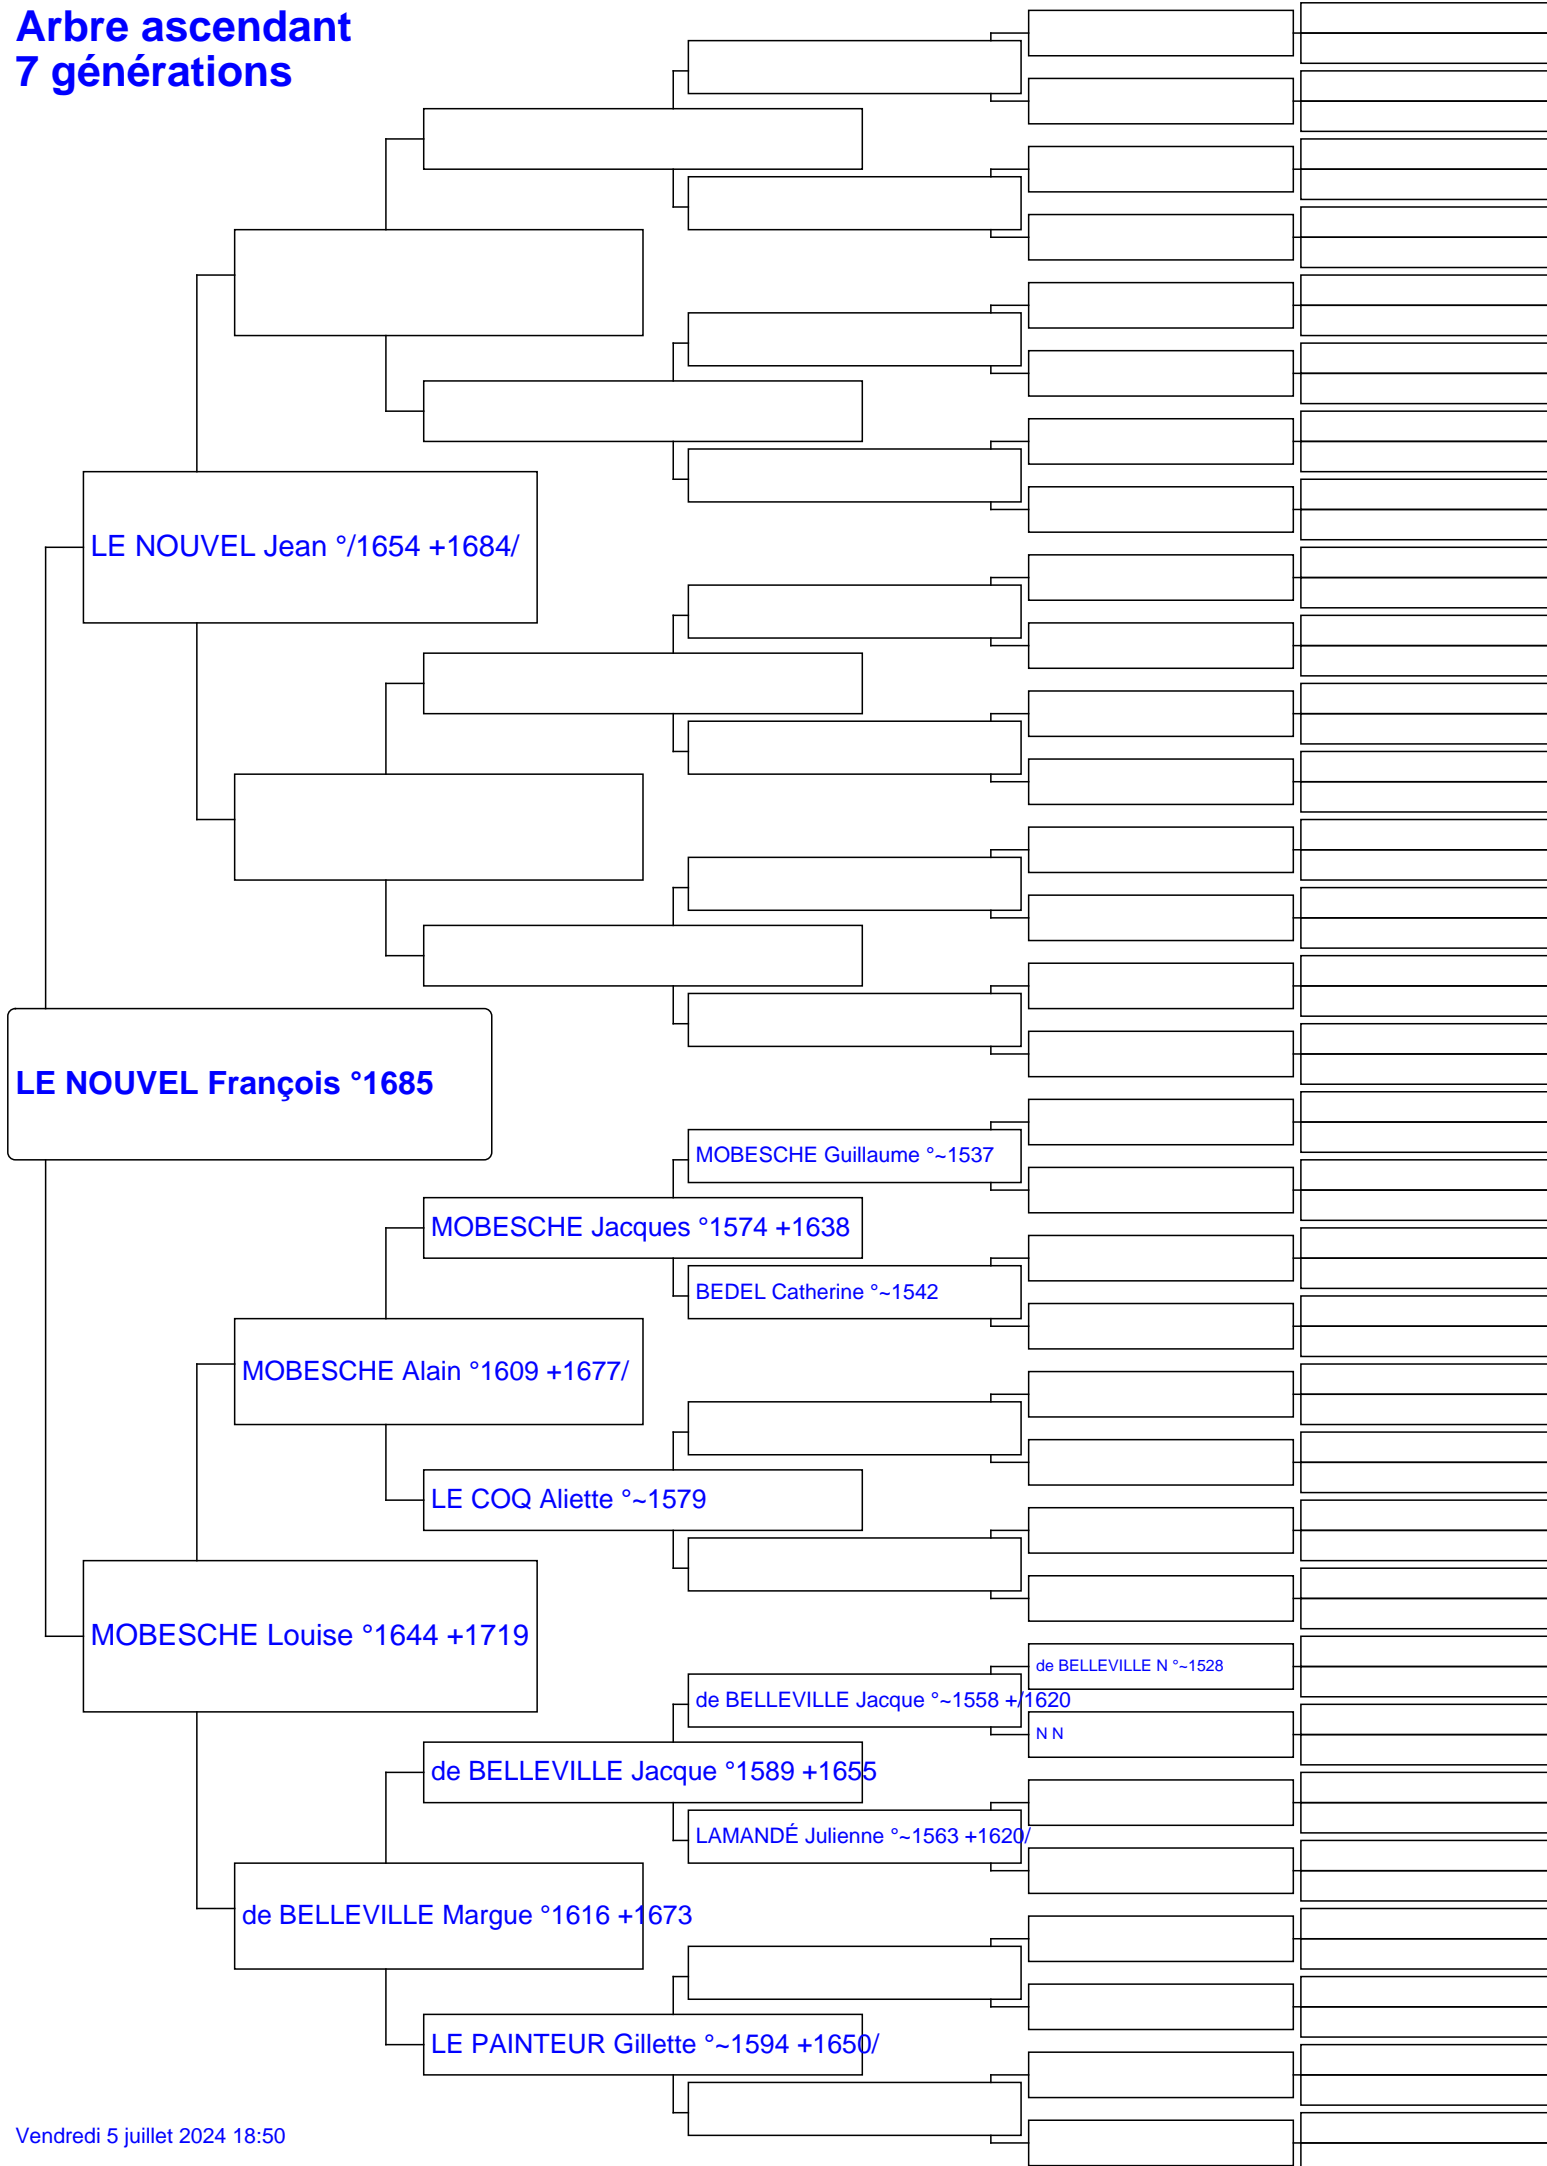 Arbre ascendant
7 générations
LE NOUVEL Jean °/1654 +1684/
LE NOUVEL François °1685
MOBESCHE Guillaume °~1537
MOBESCHE Jacques °1574 +1638
BEDEL Catherine °~1542
MOBESCHE Alain °1609 +1677/
LE COQ Aliette °~1579
MOBESCHE Louise °1644 +1719
de BELLEVILLE N °~1528
de BELLEVILLE Jacque °~1558 +/1620
N N
de BELLEVILLE Jacque °1589 +1655
LAMANDÉ Julienne °~1563 +1620/
de BELLEVILLE Margue °1616 +1673
LE PAINTEUR Gillette °~1594 +1650/
Vendredi 5 juillet 2024 18:50